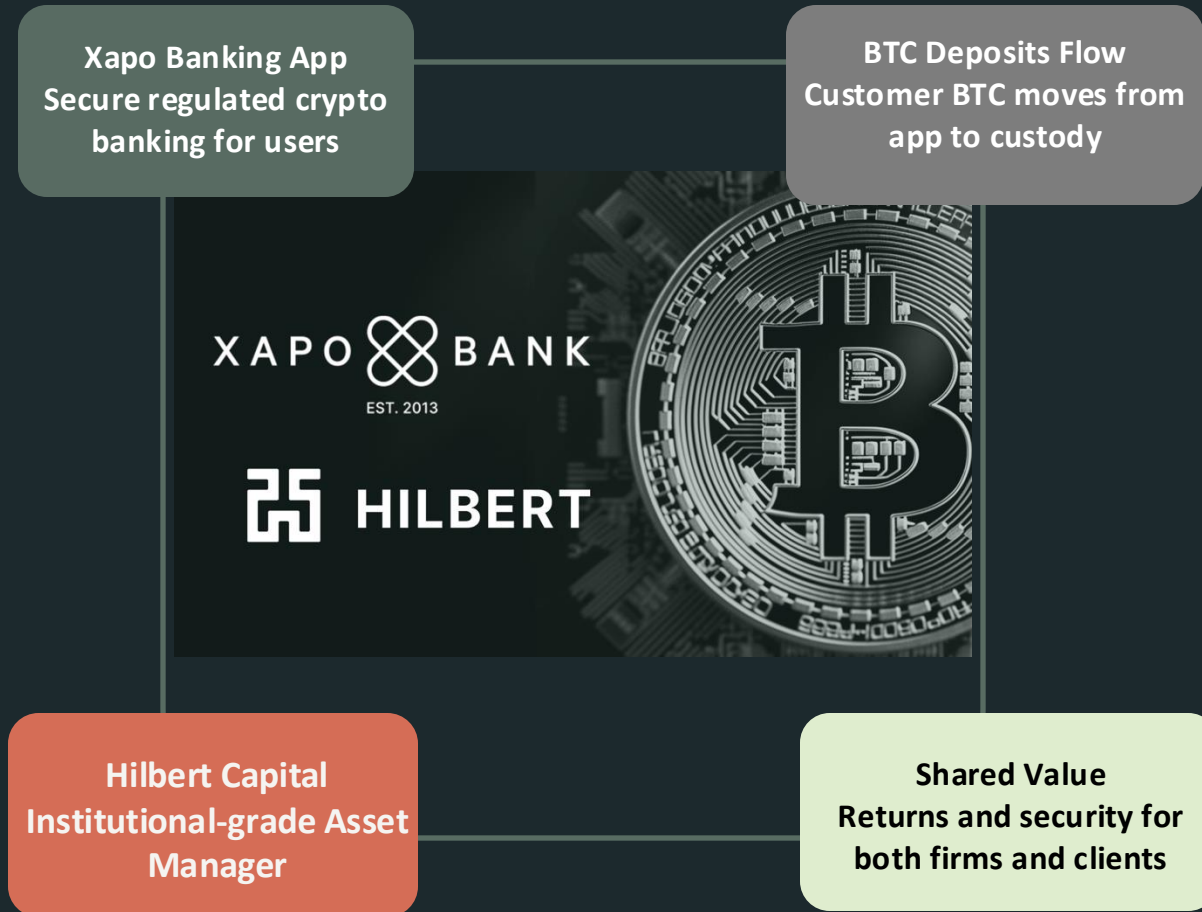 Xapo Banking App
Secure regulated crypto
banking for users
BTC Deposits Flow
Customer BTC moves from
app to custody
XAPO BANK
EST. 2013
HILBERT
Hilbert Capital
Institutional-grade Asset
Manager
Shared Value
Returns and security for
both firms and clients